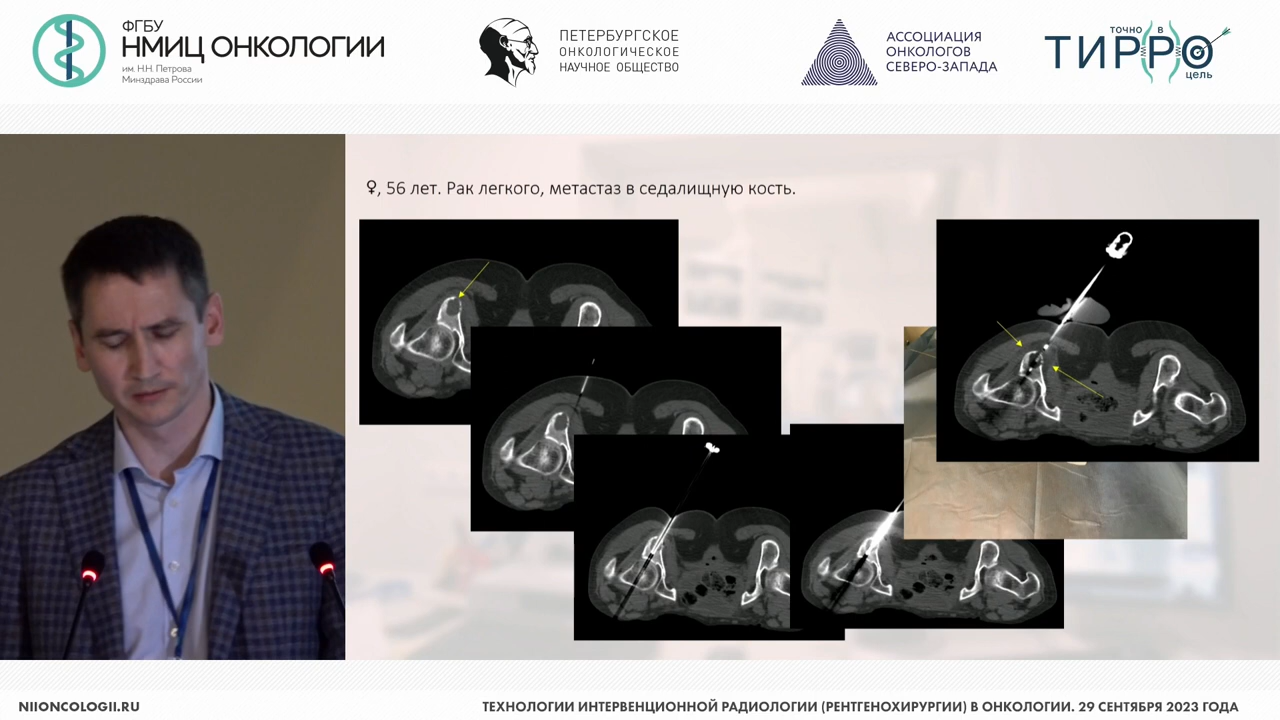 ФГБУ
НМИЦ ОНКОЛОГИИ
им. Н.Н. Петрова
Минздрава России
ПЕТЕРБУРГСКОЕ
ОНКОЛОГИЧЕСКОЕ
НАУЧНОЕ ОБЩЕСТВО
АССОЦИАЦИЯ
ОНКОЛОГОВ
СЕВЕРО-ЗАПАДА
точно в
ТИРРО
цель
♀, 56 лет. Рак легкого, метастаз в седалищную кость.
NIIONCOLOGII.RU
ТЕХНОЛОГИИ ИНТЕРВЕНЦИОННОЙ РАДИОЛОГИИ (РЕНТГЕНОХИРУРГИИ) В ОНКОЛОГИИ. 29 СЕНТЯБРЯ 2023 ГОДА